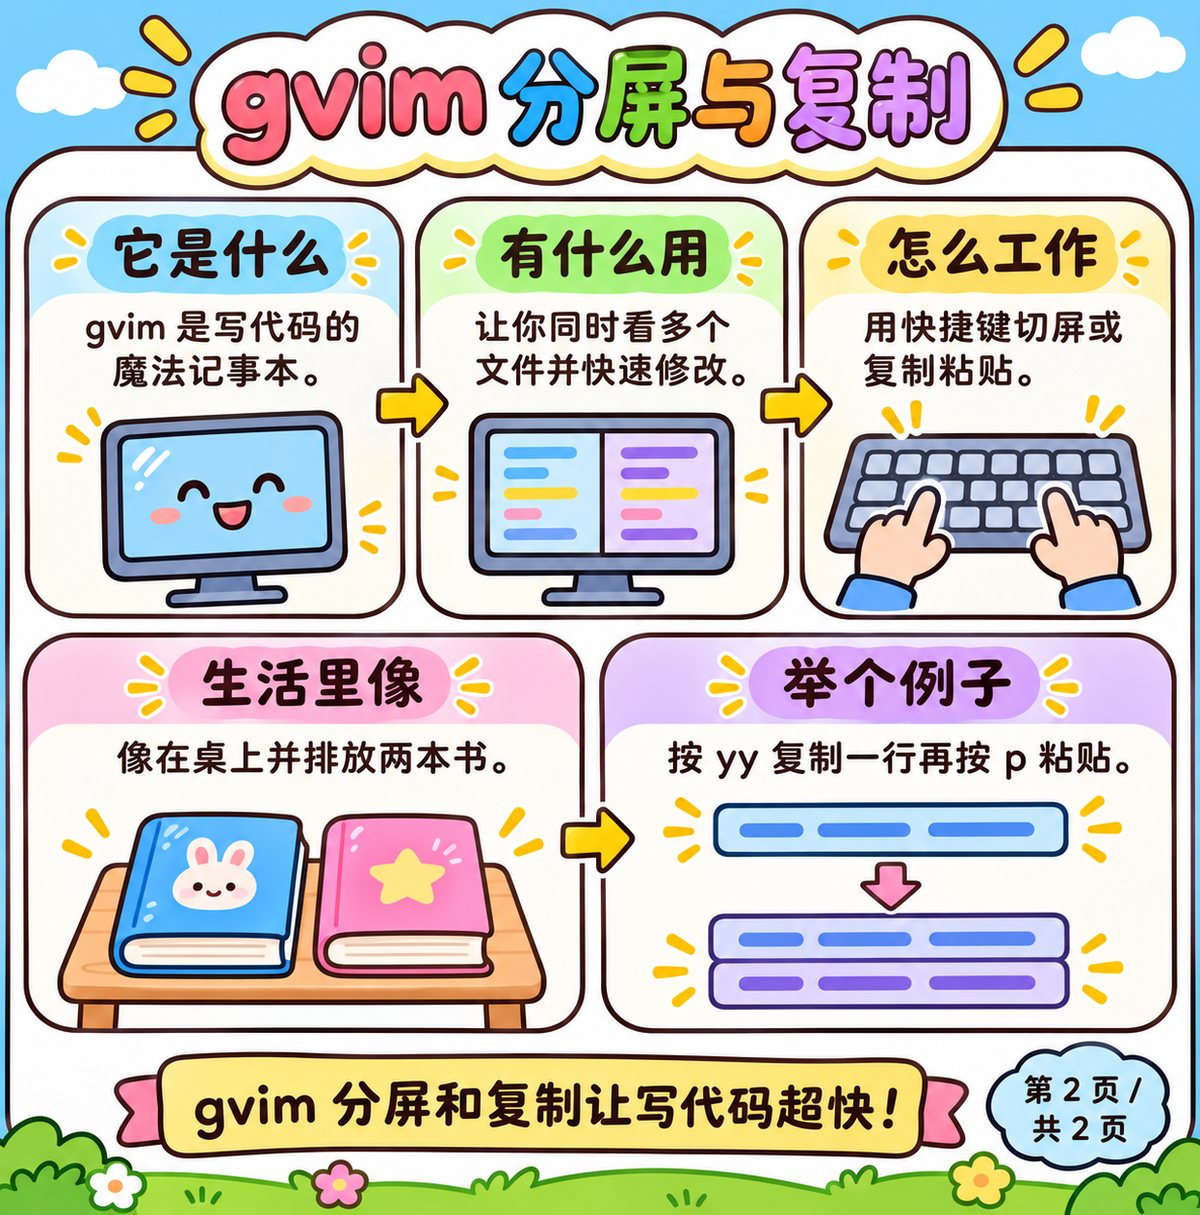 gvim 分屏与复制
它是什么
gvim 是写代码的
魔法记事本。
有什么用
让你同时看多个
文件并快速修改。
怎么工作
用快捷键切屏或
复制粘贴。
生活里像
像在桌上并排放两本书。
举个例子
按 yy 复制一行再按 p 粘贴。
gvim 分屏和复制让写代码超快！
第 2 页 /
共 2 页